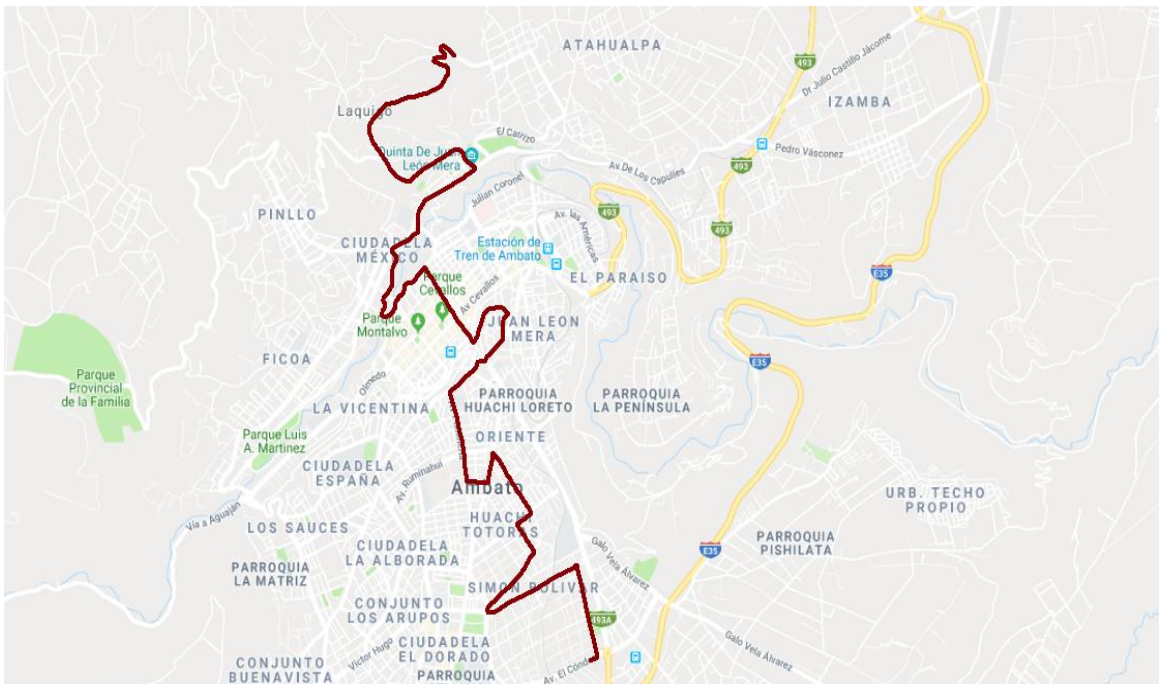 ATAHUALPA
493
Dr Julio Castillo Jácome
IZAMBA
Laquigo
El Catrizo
Quinta De Juan
León Mera
Pedro Vásconez
493
Av. De Los Capulíes
Julian Coronel
PINLLO
493
Av. las Américas
493
CIUDADELA
MÉXICO
Estación de
Tren de Ambato
EL PARAISO
E35
Parque
Cevallos
Av Cevallos
Parque
Montalvo
JUAN LEON
MERA
FICOA
E35
Parque
Provincial
de la Familia
Olmedo
PARROQUIA
HUACHI LORETO
PARROQUIA
LA PENÍNSULA
LA VICENTINA
Parque Luis
A. Martinez
ORIENTE
CIUDADELA
ESPAÑA
Av. Rumiñahui
Ambato
URB. TECHO
PROPIO
Vía a Aguaján
LOS SAUCES
HUACHI
TOTORAS
CIUDADELA
LA ALBORADA
Galo Vela Álvarez
PARROQUIA
PISHILATA
E35
PARROQUIA
LA MATRIZ
SIMON BOLIVAR
CONJUNTO
LOS ARUPOS
493A
CIUDADELA
EL DORADO
Galo Vela Álvarez
Víctor Hugo
CONJUNTO
BUENAVISTA
PARROQUIA
Av. El Cónd